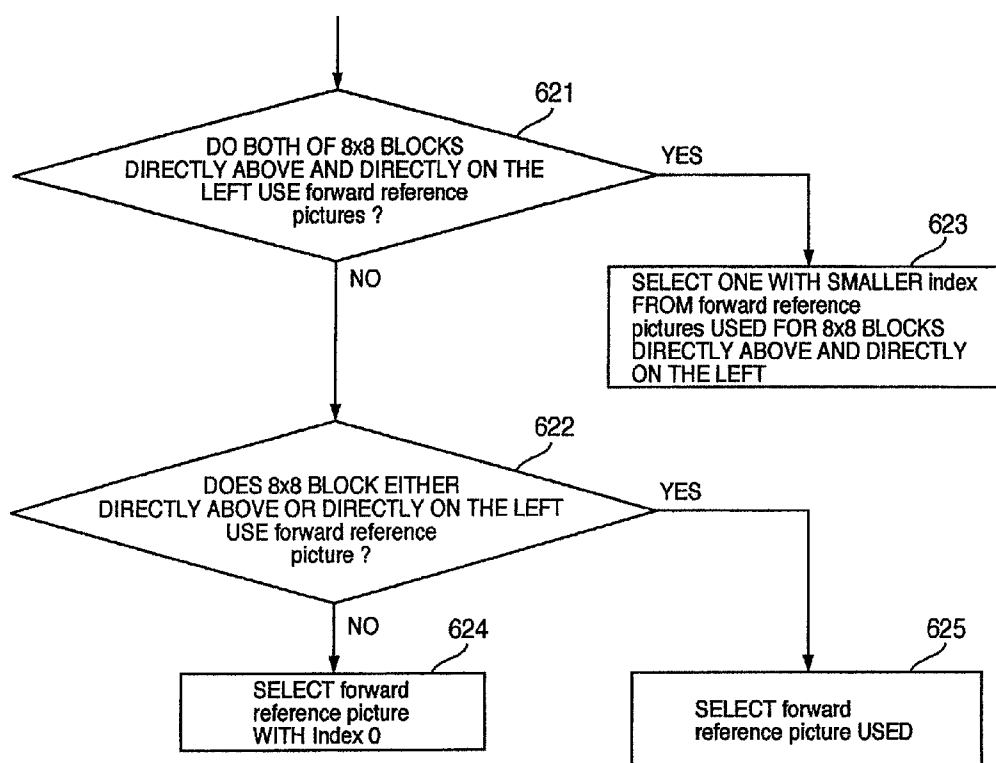 621
DO BOTH OF 8x8 BLOCKS
DIRECTLY ABOVE AND DIRECTLY ON THE
LEFT USE forward reference
pictures ?
YES
NO
623
SELECT ONE WITH SMALLER index
FROM forward reference
pictures USED FOR 8x8 BLOCKS
DIRECTLY ABOVE AND DIRECTLY
ON THE LEFT
622
DOES 8x8 BLOCK EITHER
DIRECTLY ABOVE OR DIRECTLY ON THE LEFT
USE forward reference
picture ?
YES
NO
624
SELECT forward
reference picture
WITH Index 0
625
SELECT forward
reference picture USED